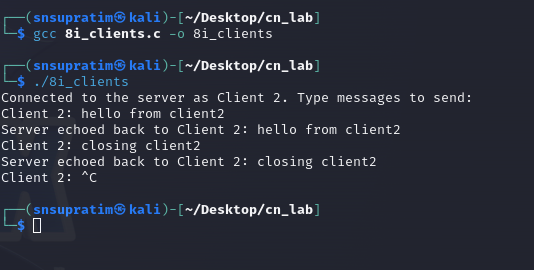 ┌──(snsupratim㉿kali)-[~/Desktop/cn_lab]
└─$ gcc 8i_clients.c -o 8i_clients
┌──(snsupratim㉿kali)-[~/Desktop/cn_lab]
└─$ ./8i_clients
Connected to the server as Client 2. Type messages to send:
Client 2: hello from client2
Server echoed back to Client 2: hello from client2
Client 2: closing client2
Server echoed back to Client 2: closing client2
Client 2: ^C
┌──(snsupratim㉿kali)-[~/Desktop/cn_lab]
└─$